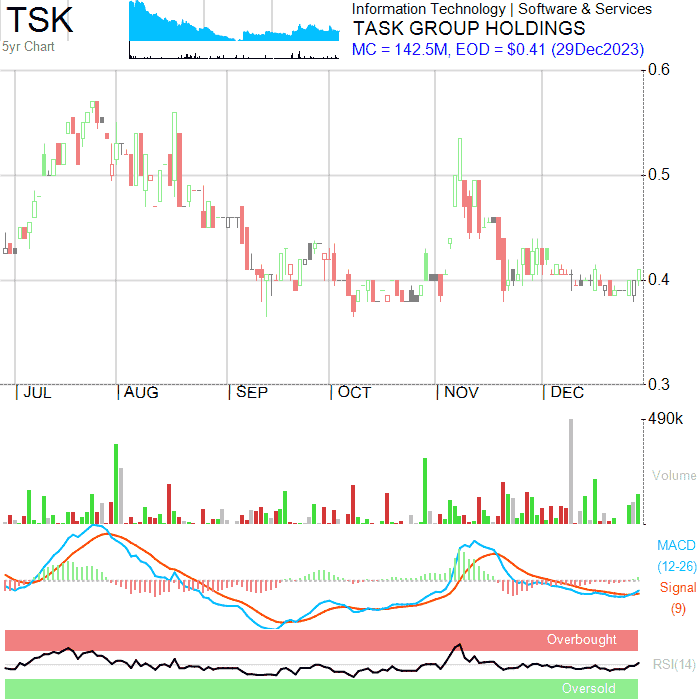 TSK
5yr Chart
Information Technology | Software & Services
TASK GROUP HOLDINGS
MC = 142.5M, EOD = $0.41 (29Dec2023)
0.6
0.5
0.4
0.3
| JUL | AUG | SEP | OCT | NOV | DEC
490k
Volume
MACD
(12-26)
Signal
(9)
Overbought
RSI(14)
Oversold